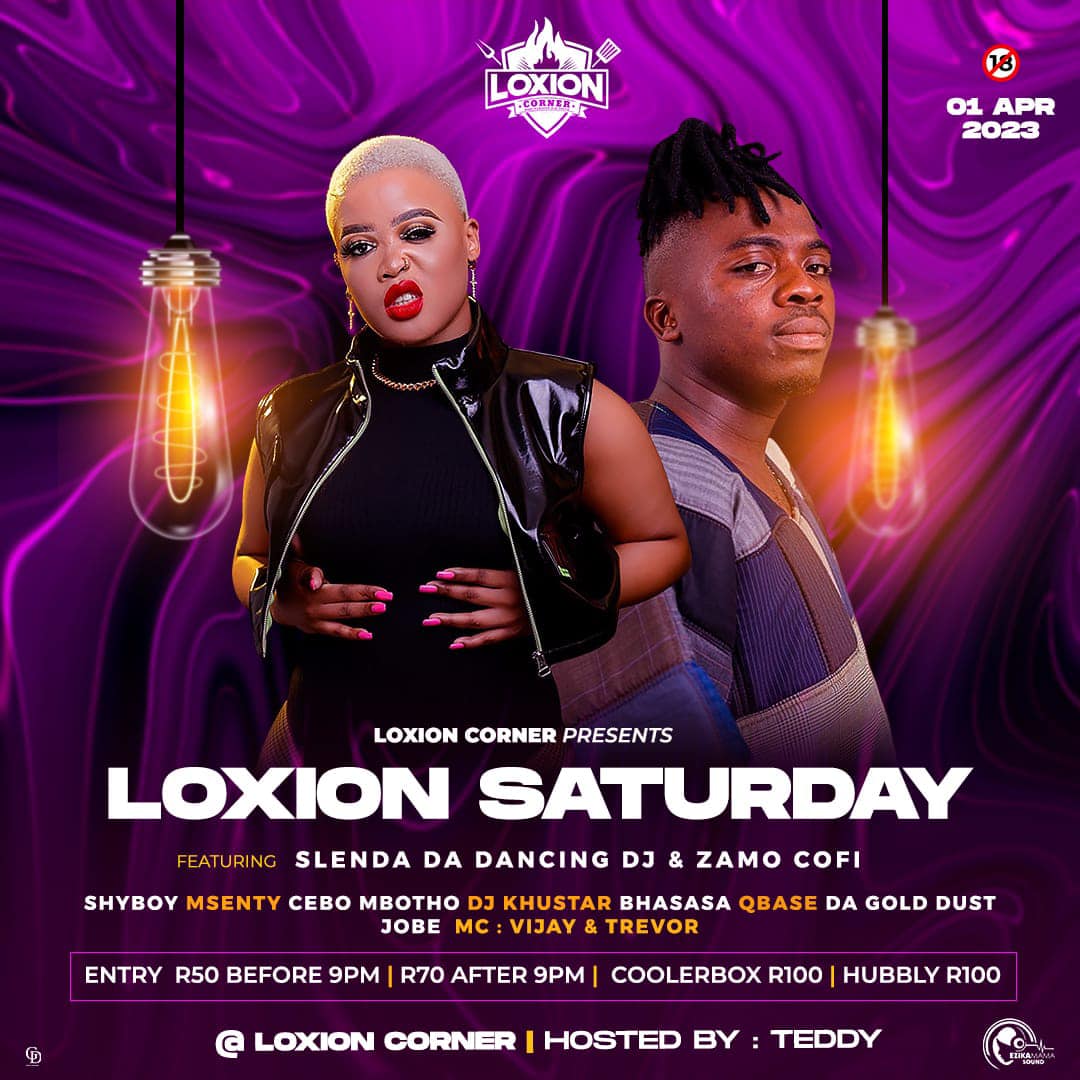 LOXION
CORNER
18
01 APR
2023
LOXION CORNER PRESENTS
LOXION SATURDAY
FEATURING SLENDA DA DANCING DJ & ZAMO COFI
SHYBOY MSENTY CEBO MBOTHO DJ KHUSTAR BHASASA QBASE DA GOLD DUST
JOBE MC : VIJAY & TREVOR
ENTRY R50 BEFORE 9PM | R70 AFTER 9PM | COOLERBOX R100 | HUBBLY R100
@ LOXION CORNER | HOSTED BY : TEDDY
EZIKAMAMA
SOUND